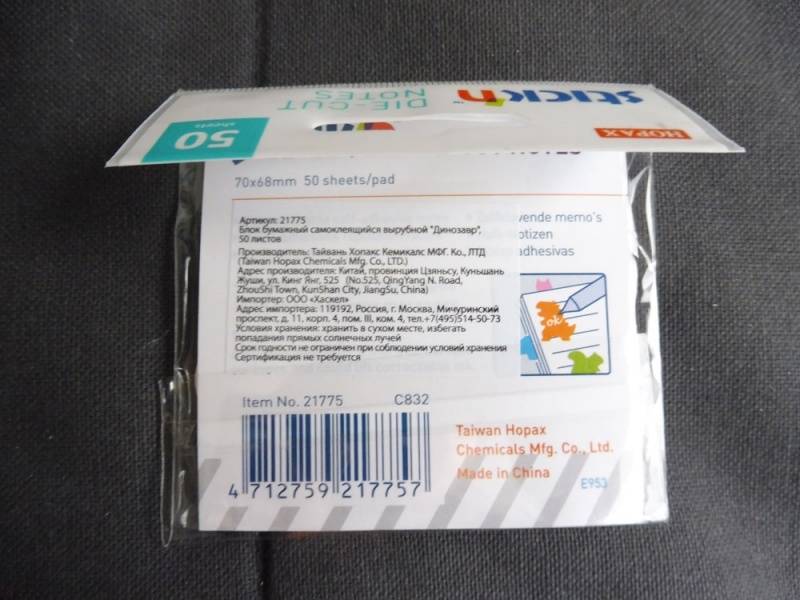 HOPAX
stick'n
DIE-CUT
NOTES
50
sheets
70x68mm 50 sheets/pad
vende memo's
otizen
adhesivas
Артикул: 21775
Блок бумажный самоклеящийся вырубной "Динозавр",
50 листов
Производитель: Тайвань Хопакс Кемикалс МФГ. Ко., ЛТД
(Taiwan Hopax Chemicals Mfg. Co., LTD.)
Адрес производителя: Китай, провинция Цзяньсу, Куньшань
Жуши, ул. Кинг Янг, 525 (No.525, QingYang N. Road,
ZhouShi Town, KunShan City, JiangSu, China)
Импортер: ООО «Хаскел»
Адрес импортера: 119192, Россия, г. Москва, Мичуринский
проспект, д. 11, корп. 4, пом. III, ком. 4, тел.+7(495)514-50-73
Условия хранения: хранить в сухом месте, избегать
попадания прямых солнечных лучей
Срок годности не ограничен при соблюдении условий хранения
Сертификация не требуется
ok
Item No. 21775 C832
4 712759 217757
Taiwan Hopax
Chemicals Mfg. Co., Ltd.
Made in China
E953